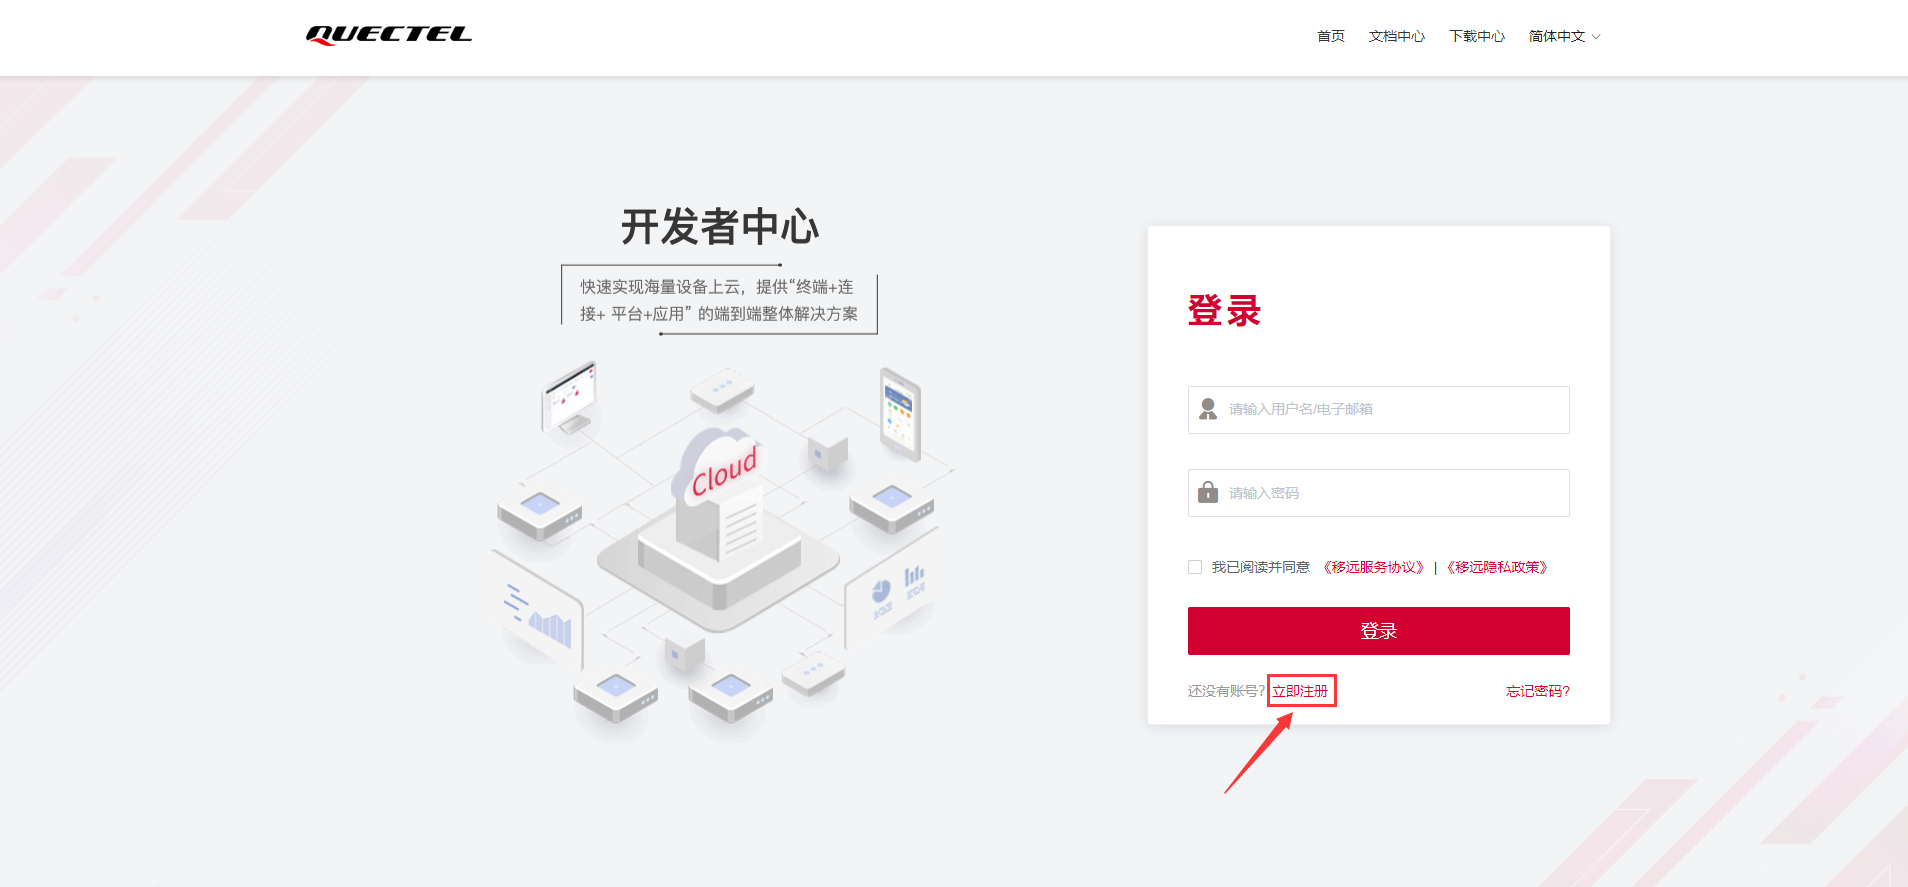 QUECTEL
首页 文档中心 下载中心 简体中文
开发者中心
快速实现海量设备上云，提供“终端+连
接+ 平台+应用” 的端到端整体解决方案
Cloud
登录
请输入用户名/电子邮箱
请输入密码
我已阅读并同意 《移远服务协议》 | 《移远隐私政策》
登录
还没有账号? 立即注册 忘记密码?